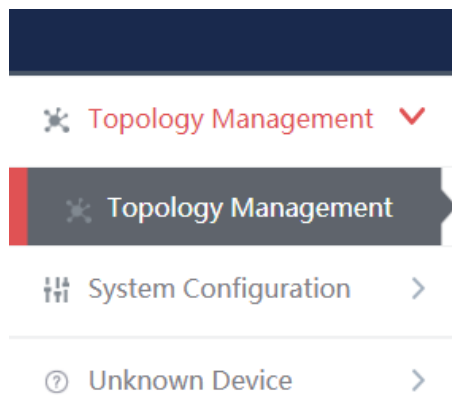 Topology Management
Topology Management
System Configuration
Unknown Device